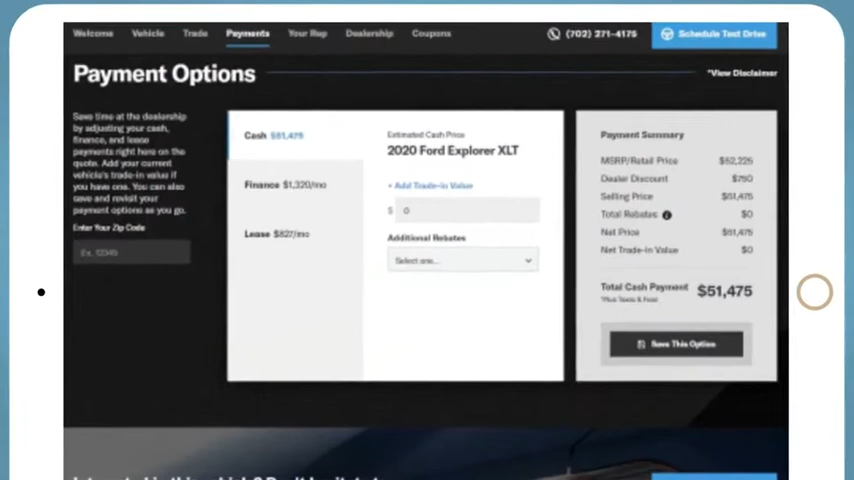 Welcome Vehicle Trade Payments Your Rep Dealership Coupons (702) 271-4175 Schedule Test Drive
Payment Options
*View Disclaimer
Save time at the dealership
by adjusting your cash,
finance, and lease
payments right here on the
quote. Add your current
vehicle's trade-in value if
you have one. You can also
save and revisit your
payment options as you go.
Enter Your Zip Code
Ex. 12345
Cash $51,475
Finance $1,320/mo
Lease $827/mo
Estimated Cash Price
2020 Ford Explorer XLT
+ Add Trade-In Value
$ 0
Additional Rebates
Select one...
Payment Summary
MSRP/Retail Price $52,225
Dealer Discount $750
Selling Price $51,475
Total Rebates $0
Net Price $51,475
Net Trade-In Value $0
Total Cash Payment $51,475
*Plus Taxes & Fees
Save This Option